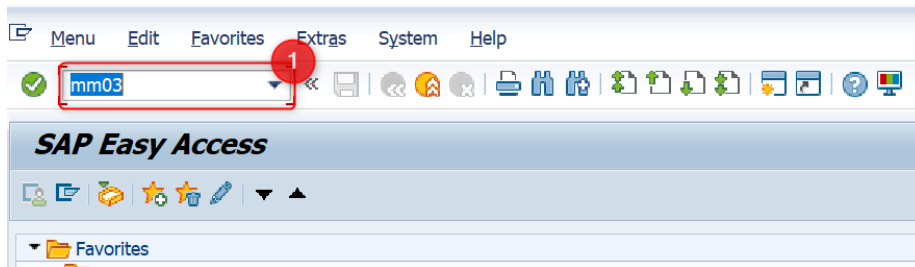 Menu Edit Favorites Extras System Help
1
mm03
SAP Easy Access
Favorites